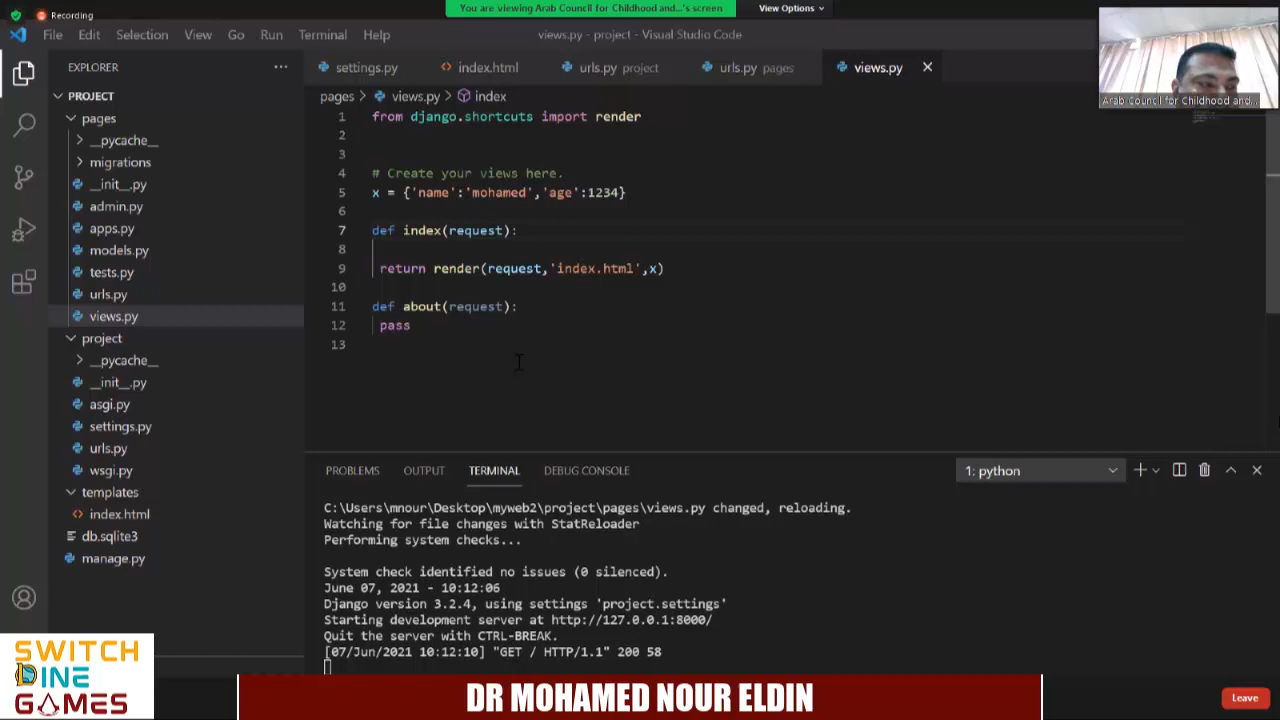 Recording
You are viewing Arab Council for Childhood and...'s screen
View Options
File Edit Selection View Go Run Terminal Help
views.py - project - Visual Studio Code
Arab Council for Childhood and...
EXPLORER
PROJECT
pages
__pycache__
migrations
__init__.py
admin.py
apps.py
models.py
tests.py
urls.py
views.py
project
__pycache__
__init__.py
asgi.py
settings.py
urls.py
wsgi.py
templates
index.html
db.sqlite3
manage.py
settings.py index.html urls.py project urls.py pages views.py
pages > views.py > index
1 from django.shortcuts import render
2
3
4 # Create your views here.
5 x = {'name':'mohamed','age':1234}
6
7 def index(request):
8
9 return render(request,'index.html',x)
10
11 def about(request):
12 pass
13
PROBLEMS OUTPUT TERMINAL DEBUG CONSOLE
1: python
C:\Users\mnour\Desktop\myweb2\project\pages\views.py changed, reloading.
Watching for file changes with StatReloader
Performing system checks...
System check identified no issues (0 silenced).
June 07, 2021 - 10:12:06
Django version 3.2.4, using settings 'project.settings'
Starting development server at http://127.0.0.1:8000/
Quit the server with CTRL-BREAK.
[07/Jun/2021 10:12:10] "GET / HTTP/1.1" 200 58
SWITCH
DINE
GAMES
DR MOHAMED NOUR ELDIN
Leave